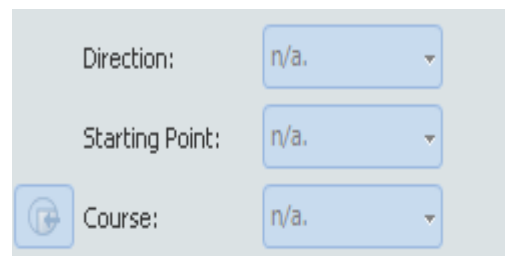 Direction: n/a.
Starting Point: n/a.
Course: n/a.